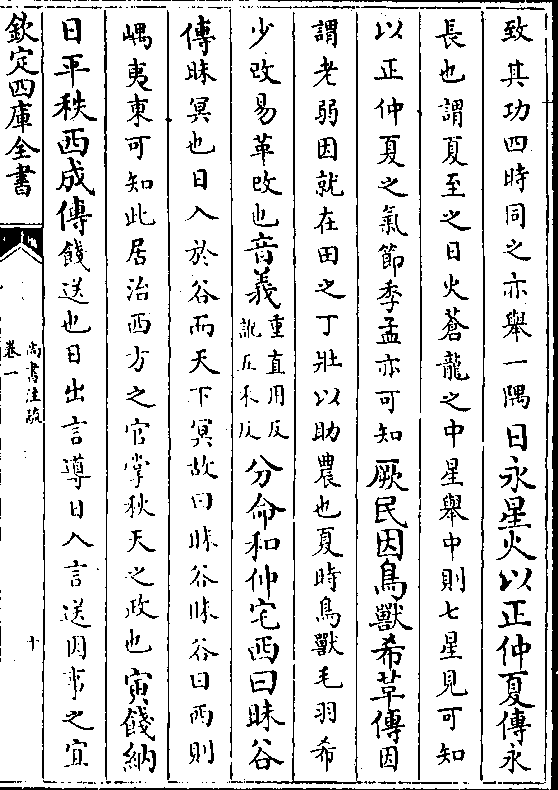 致其功四時同之亦舉一隅日永星火以正仲夏傳永
長也謂夏至之日火蒼龍之中星舉中則七星見可知
以正仲夏之氣節季孟亦可知厥民因鳥獸希革傳因
謂老弱因就在田之丁壯以助農也夏時鳥獸毛羽希
少改易革改也音義重直用反訛五禾反分命和仲宅西曰昧谷
傳昧冥也日入於谷而天下冥故曰昧谷昧谷曰西則
嵎夷東可知此居治西方之官掌秋天之政也寅餞納
日平秩西成傳餞送也日出言導日入言送因事之宜
欽定四庫全書
尚書注疏
卷一
十